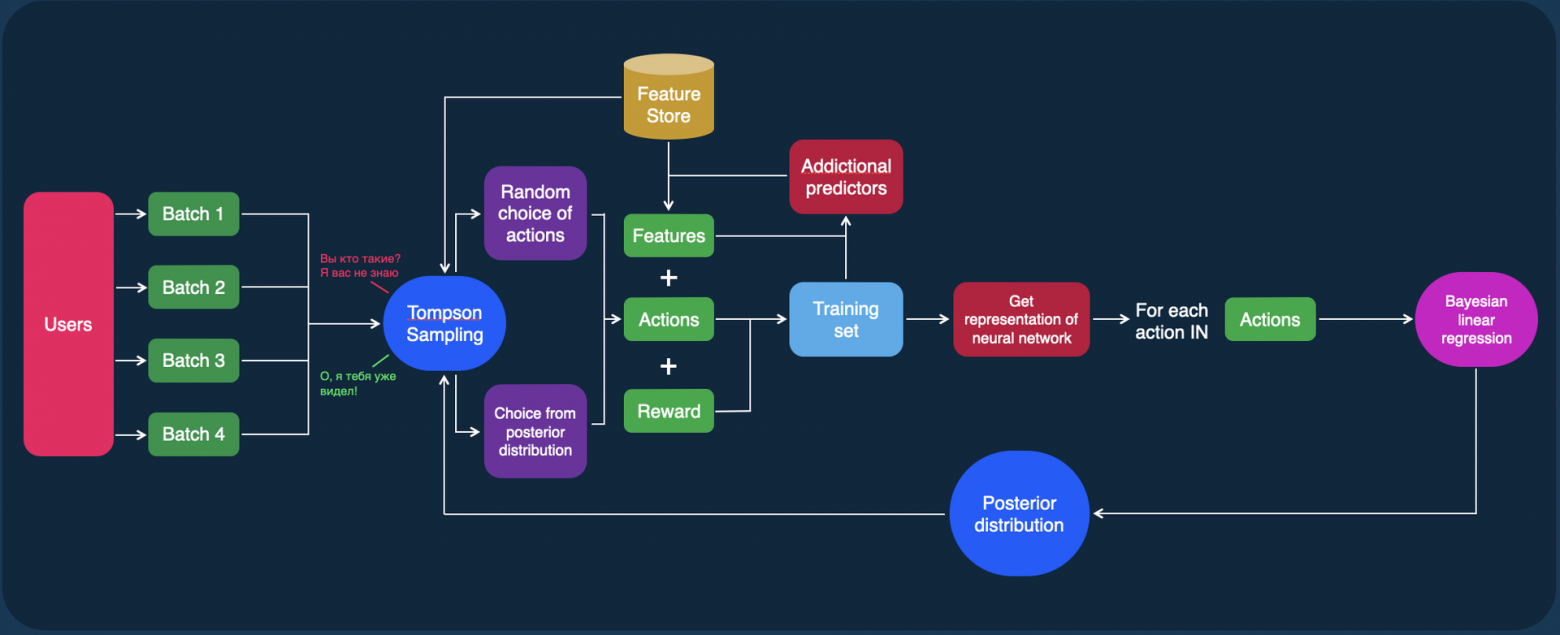 Users
Batch 1
Batch 2
Batch 3
Batch 4
Вы кто такие?
Я вас не знаю
Tompson
Sampling
О, я тебя уже
видел!
Random
choice of
actions
Choice from
posterior
distribution
Feature
Store
Features
+
Actions
+
Reward
Addictional
predictors
Training
set
Get
representation of
neural network
For each
action IN
Actions
Bayesian
linear
regression
Posterior
distribution